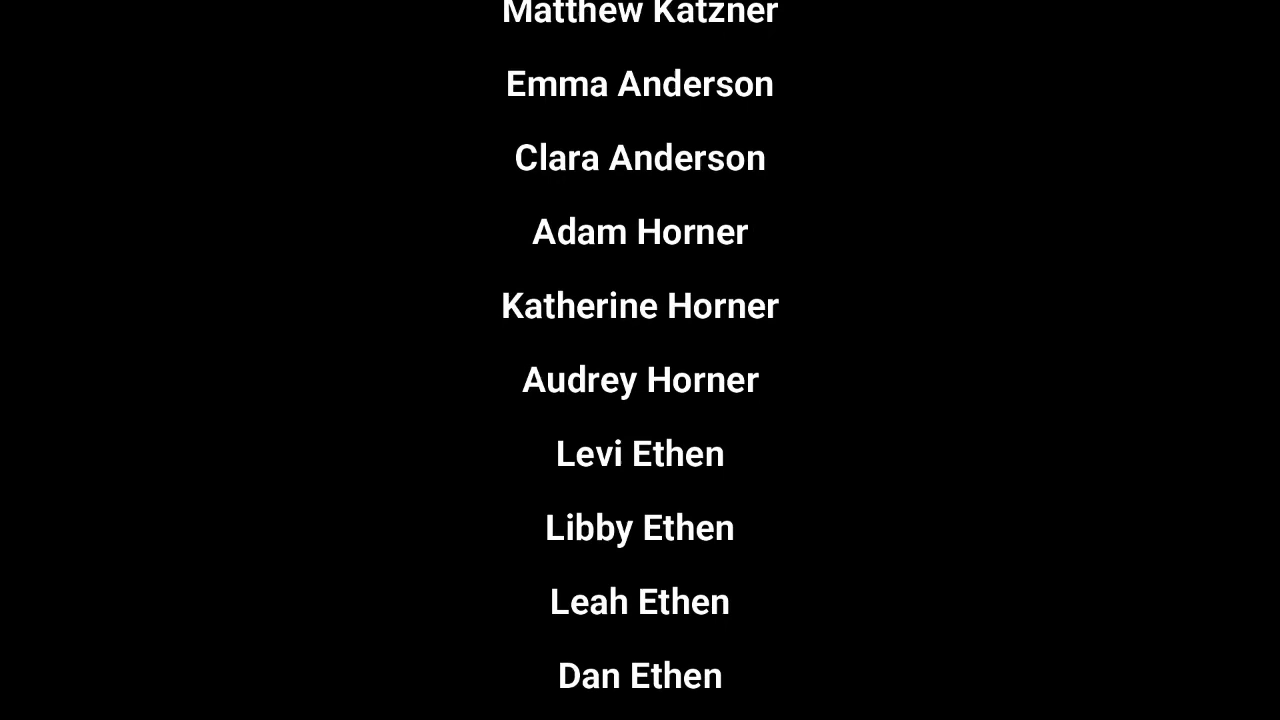 Matthew Katzner
Emma Anderson
Clara Anderson
Adam Horner
Katherine Horner
Audrey Horner
Levi Ethen
Libby Ethen
Leah Ethen
Dan Ethen